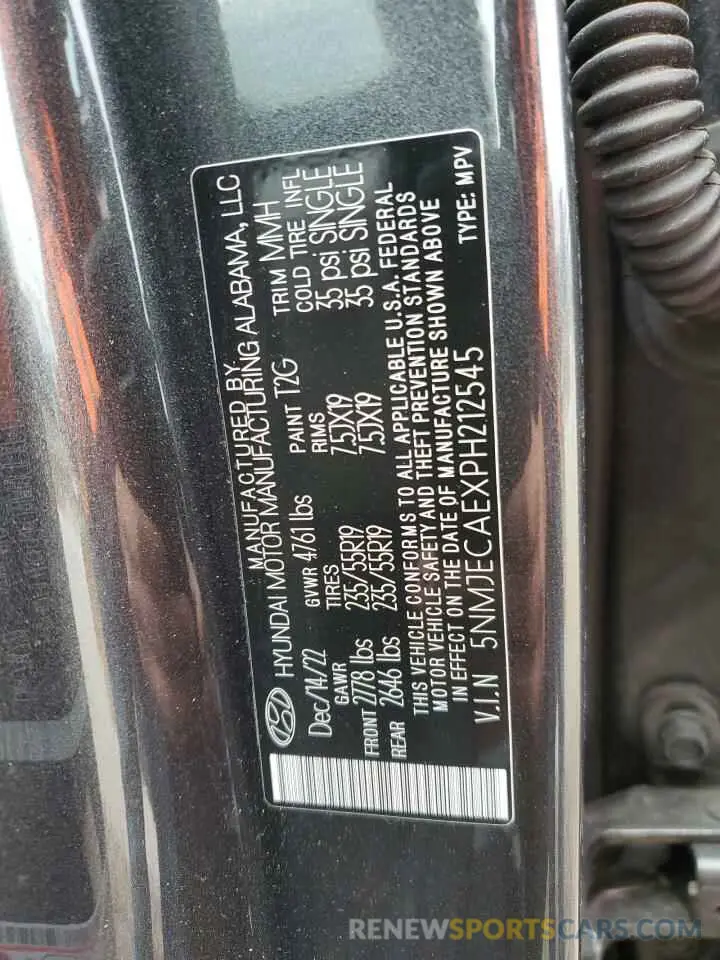 MANUFACTURED BY
HYUNDAI MOTOR MANUFACTURING ALABAMA, LLC
Dec/14/22 GVWR 4761 lbs PAINT T2G TRIM MMH
GAWR TIRES RIMS COLD TIRE INFL
FRONT 2778 lbs 235/55R19 7.5JX19 35 psi SINGLE
REAR 2646 lbs 235/55R19 7.5JX19 35 psi SINGLE
THIS VEHICLE CONFORMS TO ALL APPLICABLE U.S.A. FEDERAL
MOTOR VEHICLE SAFETY AND THEFT PREVENTION STANDARDS
IN EFFECT ON THE DATE OF MANUFACTURE SHOWN ABOVE
V.I.N 5NMJECAEXPH212545 TYPE: MPV
RENEWSPORTSCARS.COM